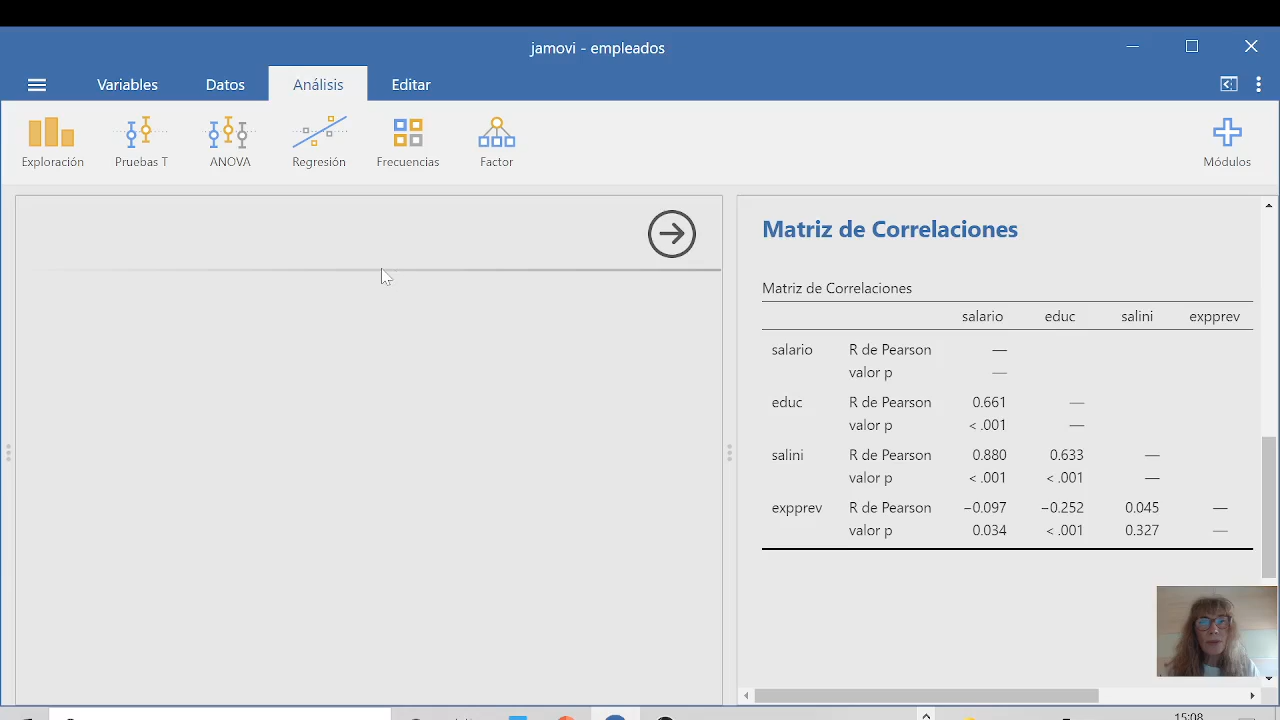 jamovi - empleados
Variables Datos Análisis Editar
Exploración Pruebas T ANOVA Regresión Frecuencias Factor Módulos
Matriz de Correlaciones
Matriz de Correlaciones
salario educ salini expprev
salario R de Pearson —
valor p —
educ R de Pearson 0.661 —
valor p < .001 —
salini R de Pearson 0.880 0.633 —
valor p < .001 < .001 —
expprev R de Pearson −0.097 −0.252 0.045 —
valor p 0.034 < .001 0.327 —
15:08